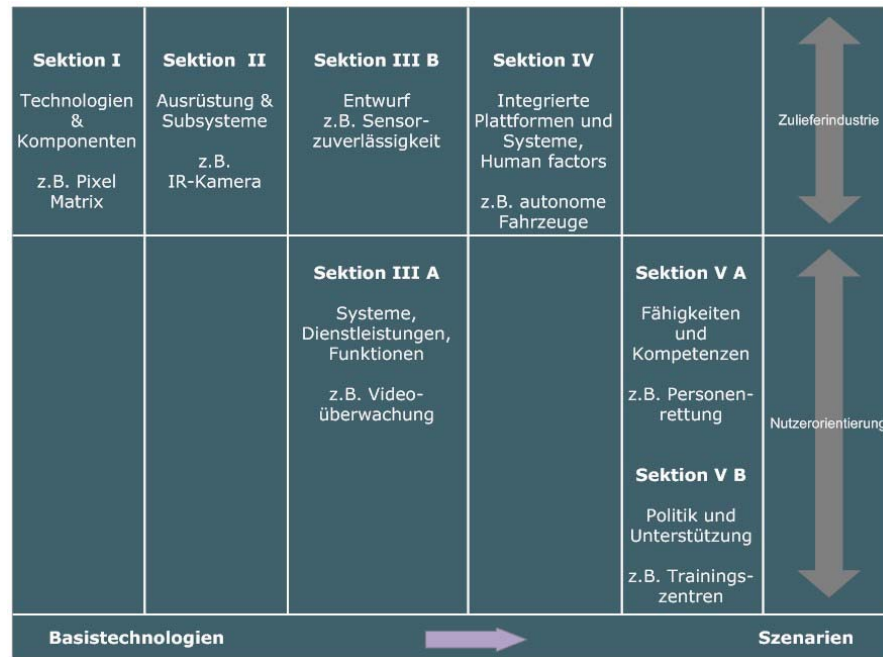 Sektion I
Technologien
&
Komponenten
z.B. Pixel
Matrix
Sektion II
Ausrüstung &
Subsysteme
z.B.
IR-Kamera
Sektion III B
Entwurf
z.B. Sensor-
zuverlässigkeit
Sektion IV
Integrierte
Plattformen und
Systeme,
Human factors
z.B. autonome
Fahrzeuge
Zulieferindustrie
Sektion III A
Systeme,
Dienstleistungen,
Funktionen
z.B. Video-
überwachung
Sektion V A
Fähigkeiten
und
Kompetenzen
z.B. Personen-
rettung
Sektion V B
Politik und
Unterstützung
z.B. Trainings-
zentren
Nutzerorientierung
Basistechnologien
Szenarien